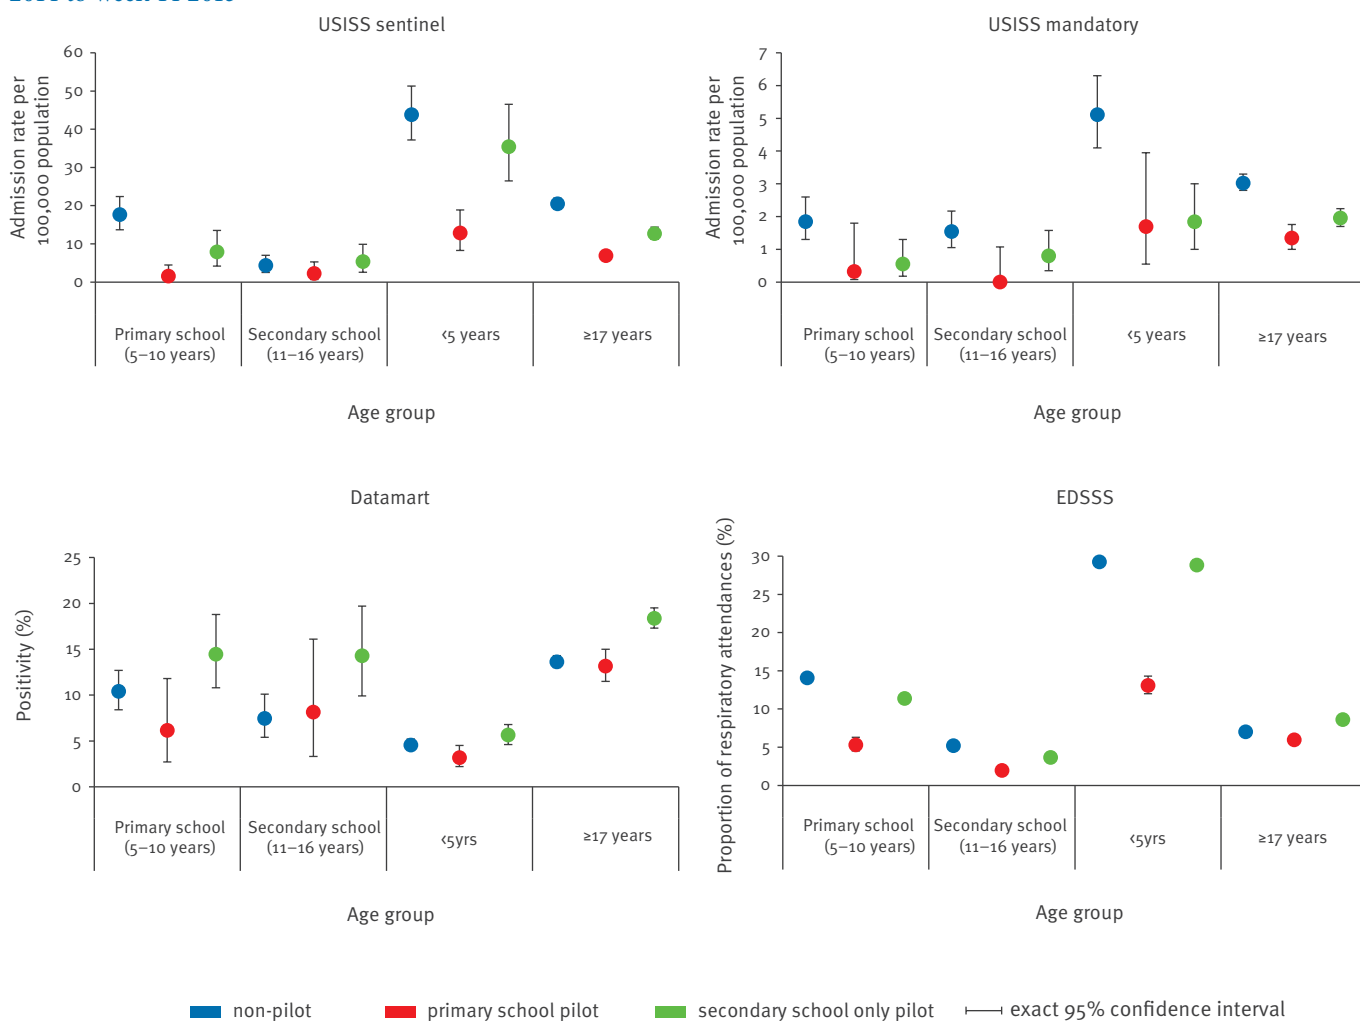 USISS sentinel
Admission rate per
100,000 population
60
50
40
30
20
10
0
Primary school
(5–10 years)
Secondary school
(11–16 years)
<5 years
≥17 years
Age group
USISS mandatory
Admission rate per
100,000 population
7
6
5
4
3
2
1
0
Primary school
(5–10 years)
Secondary school
(11–16 years)
<5 years
≥17 years
Age group
Datamart
Positivity (%)
25
20
15
10
5
0
Primary school
(5–10 years)
Secondary school
(11–16 years)
<5yrs
≥17 years
Age group
EDSSS
Proportion of respiratory attendances (%)
30
25
20
15
10
5
0
Primary school
(5–10 years)
Secondary school
(11–16 years)
<5yrs
≥17 years
Age group
non-pilot
primary school pilot
secondary school only pilot
exact 95% confidence interval